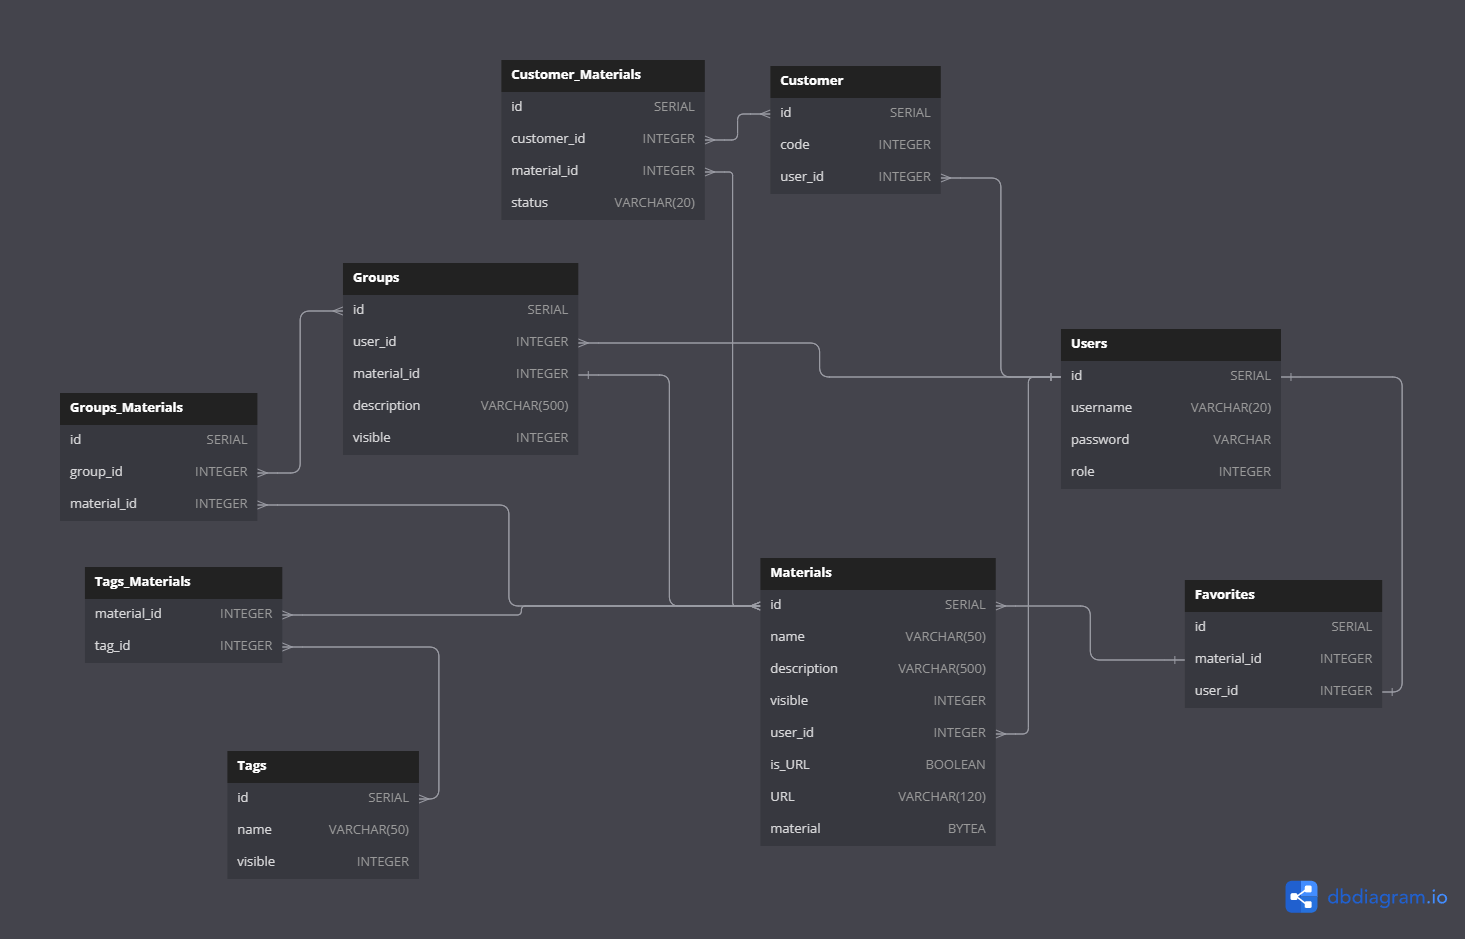 Customer_Materials
id SERIAL
customer_id INTEGER
material_id INTEGER
status VARCHAR(20)
Customer
id SERIAL
code INTEGER
user_id INTEGER
Groups
id SERIAL
user_id INTEGER
material_id INTEGER
description VARCHAR(500)
visible INTEGER
Users
id SERIAL
username VARCHAR(20)
password VARCHAR
role INTEGER
Groups_Materials
id SERIAL
group_id INTEGER
material_id INTEGER
Tags_Materials
material_id INTEGER
tag_id INTEGER
Materials
id SERIAL
name VARCHAR(50)
description VARCHAR(500)
visible INTEGER
user_id INTEGER
is_URL BOOLEAN
URL VARCHAR(120)
material BYTEA
Favorites
id SERIAL
material_id INTEGER
user_id INTEGER
Tags
id SERIAL
name VARCHAR(50)
visible INTEGER
dbdiagram.io